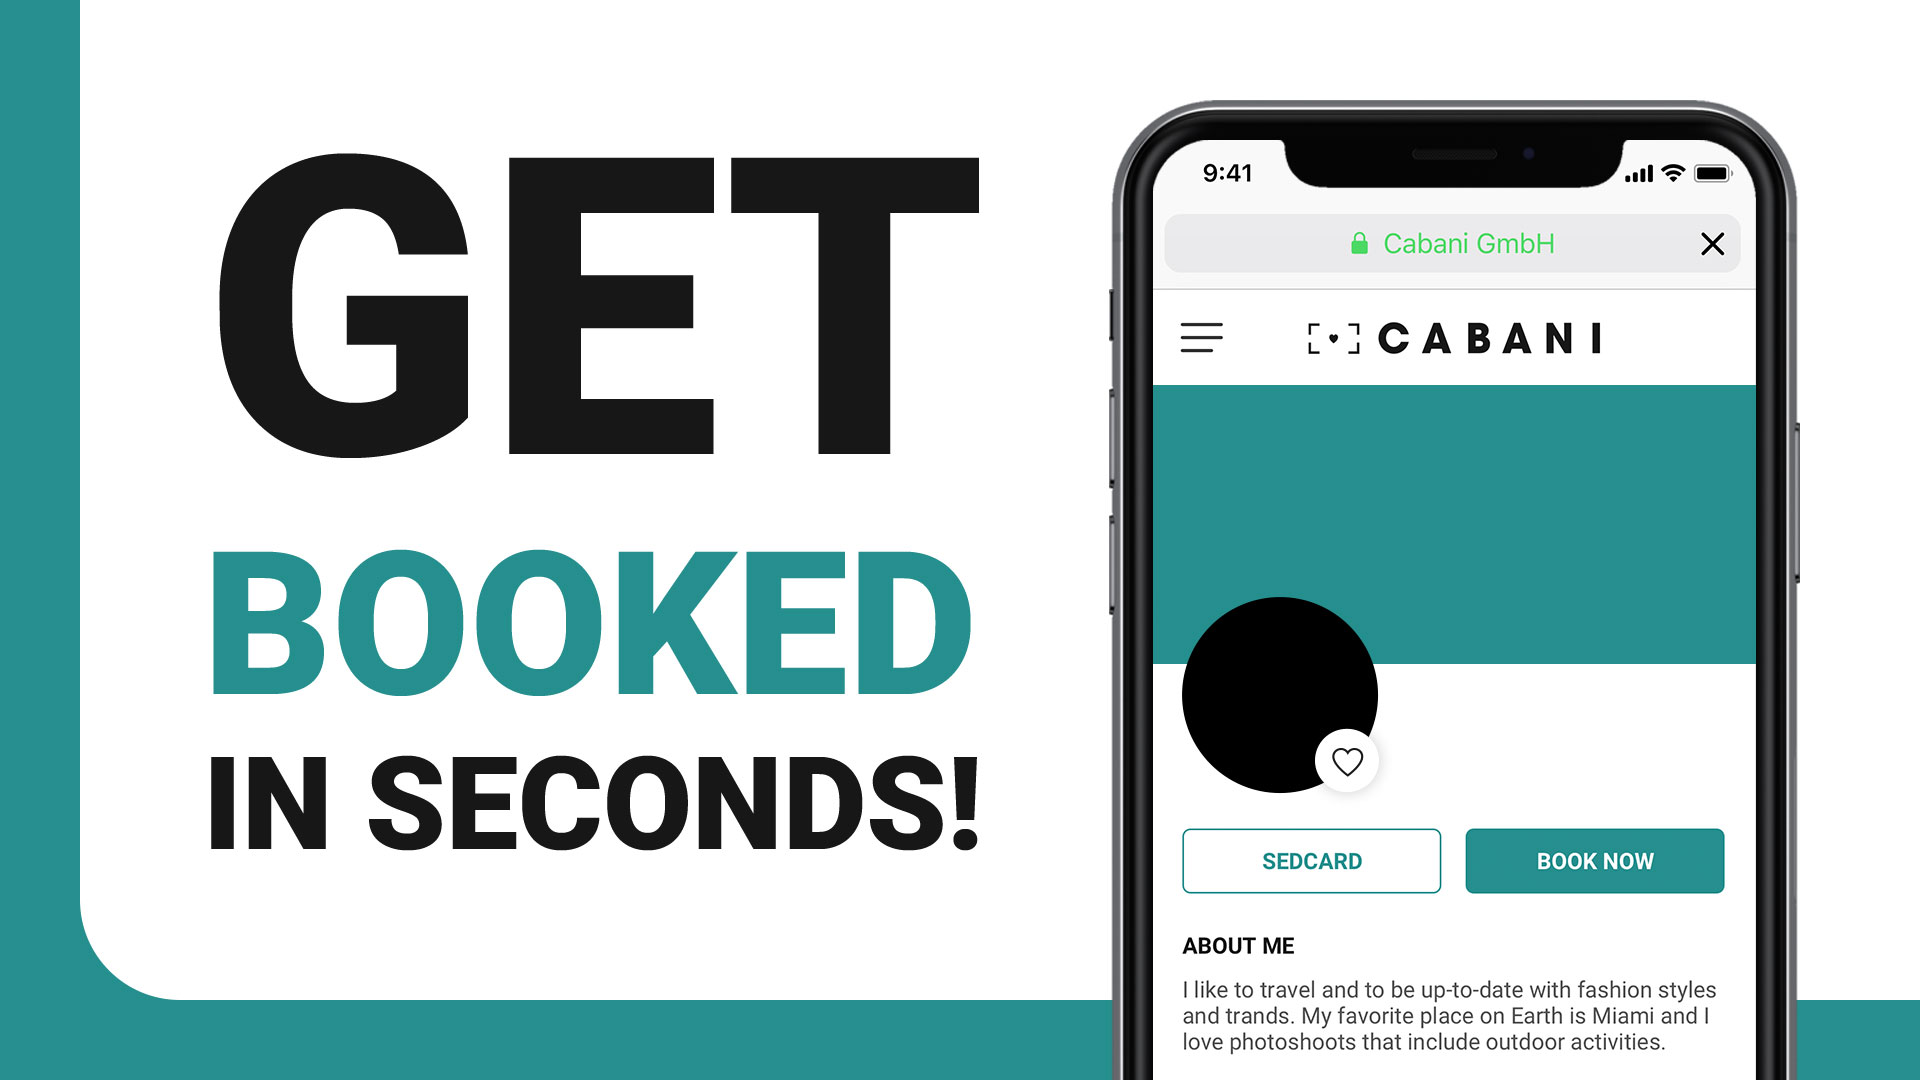 GET
BOOKED
IN SECONDS!
9:41
Cabani GmbH
CABANI
SEDCARD
BOOK NOW
ABOUT ME
I like to travel and to be up-to-date with fashion styles
and trands. My favorite place on Earth is Miami and I
love photoshoots that include outdoor activities.